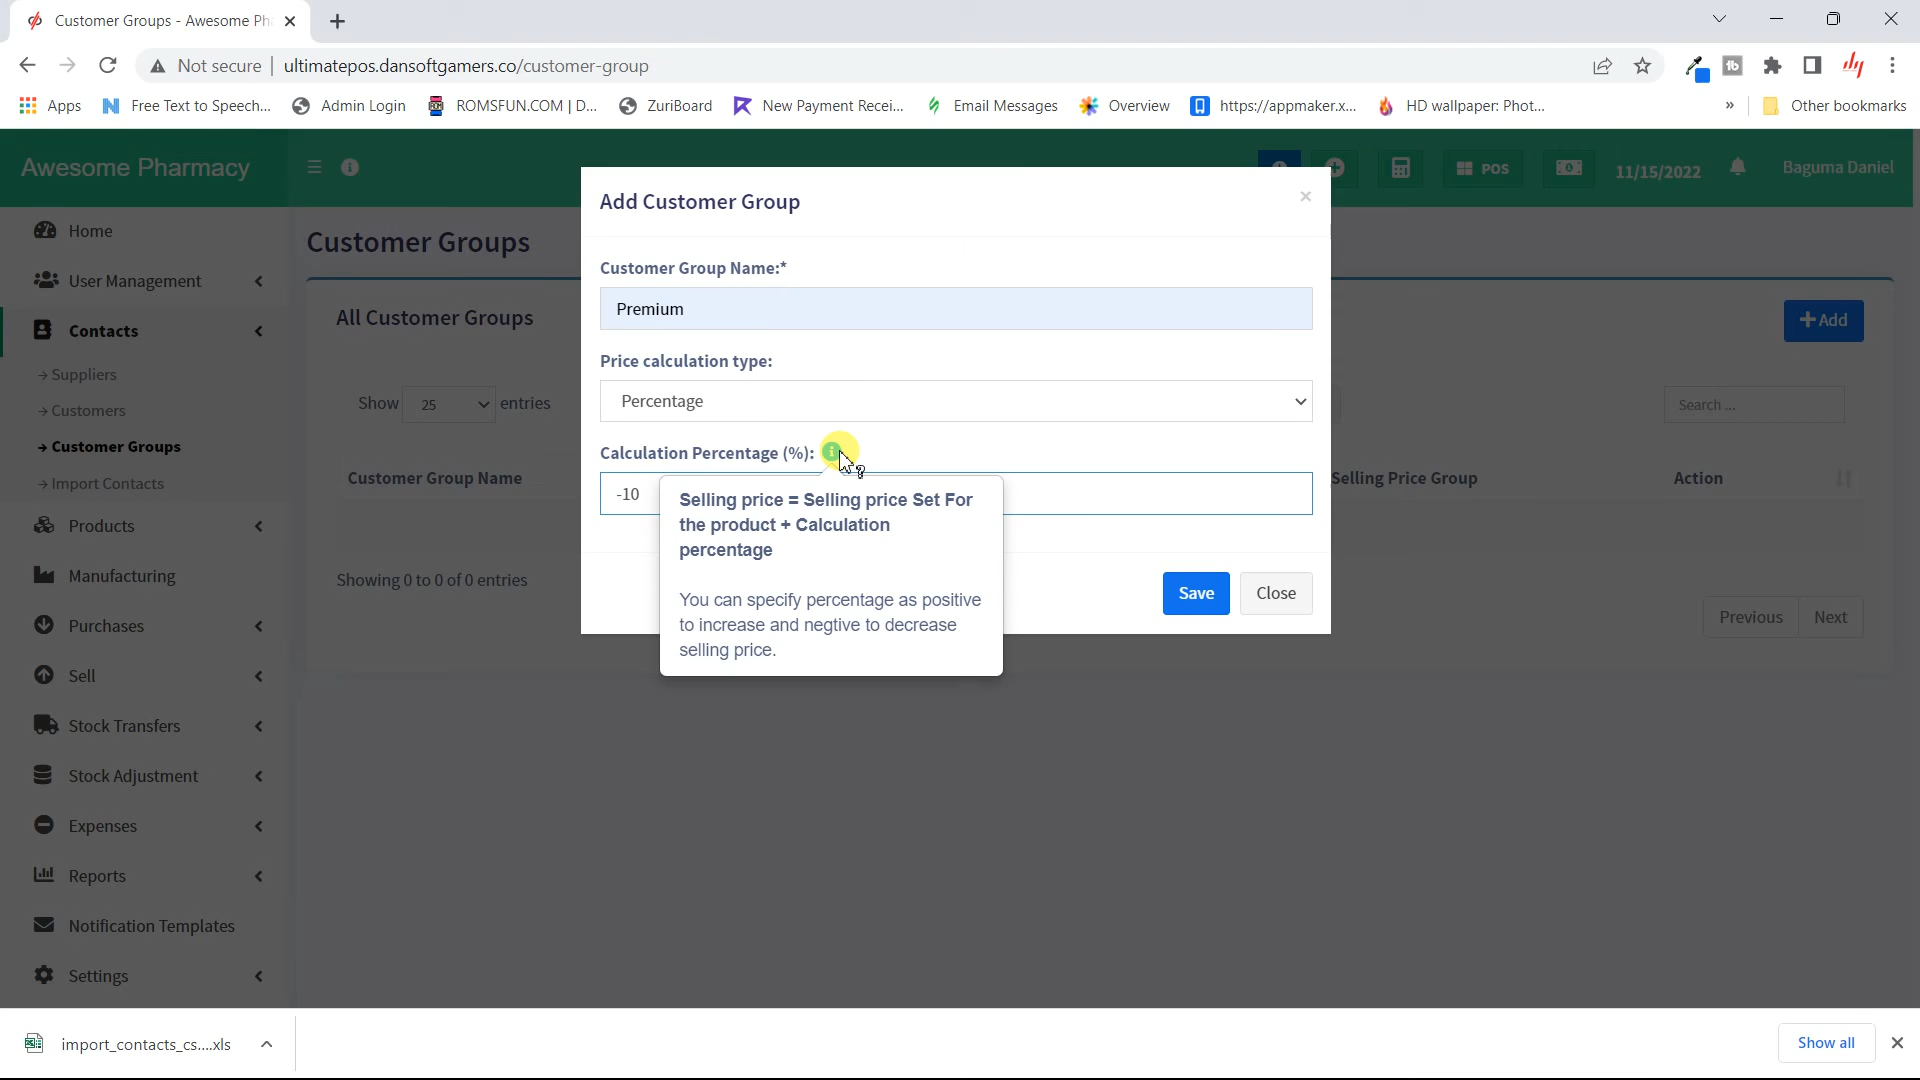 Customer Groups - Awesome Ph
Not secure | ultimatepos.dansoftgamers.co/customer-group
Apps
Free Text to Speech...
Admin Login
ROMSFUN.COM | D...
ZuriBoard
New Payment Recei...
Email Messages
Overview
https://appmaker.x...
HD wallpaper: Phot...
»
Other bookmarks
Awesome Pharmacy
POS
11/15/2022
Baguma Daniel
Home
User Management
Contacts
Suppliers
Customers
Customer Groups
Import Contacts
Products
Manufacturing
Purchases
Sell
Stock Transfers
Stock Adjustment
Expenses
Reports
Notification Templates
Settings
Customer Groups
All Customer Groups
Add
Show 25 entries
Search ...
Customer Group Name
Selling Price Group
Action
Showing 0 to 0 of 0 entries
Previous
Next
Add Customer Group
×
Customer Group Name:*
Premium
Price calculation type:
Percentage
Calculation Percentage (%):
-10
Selling price = Selling price Set For
the product + Calculation
percentage
You can specify percentage as positive
to increase and negtive to decrease
selling price.
Save
Close
import_contacts_cs....xls
Show all